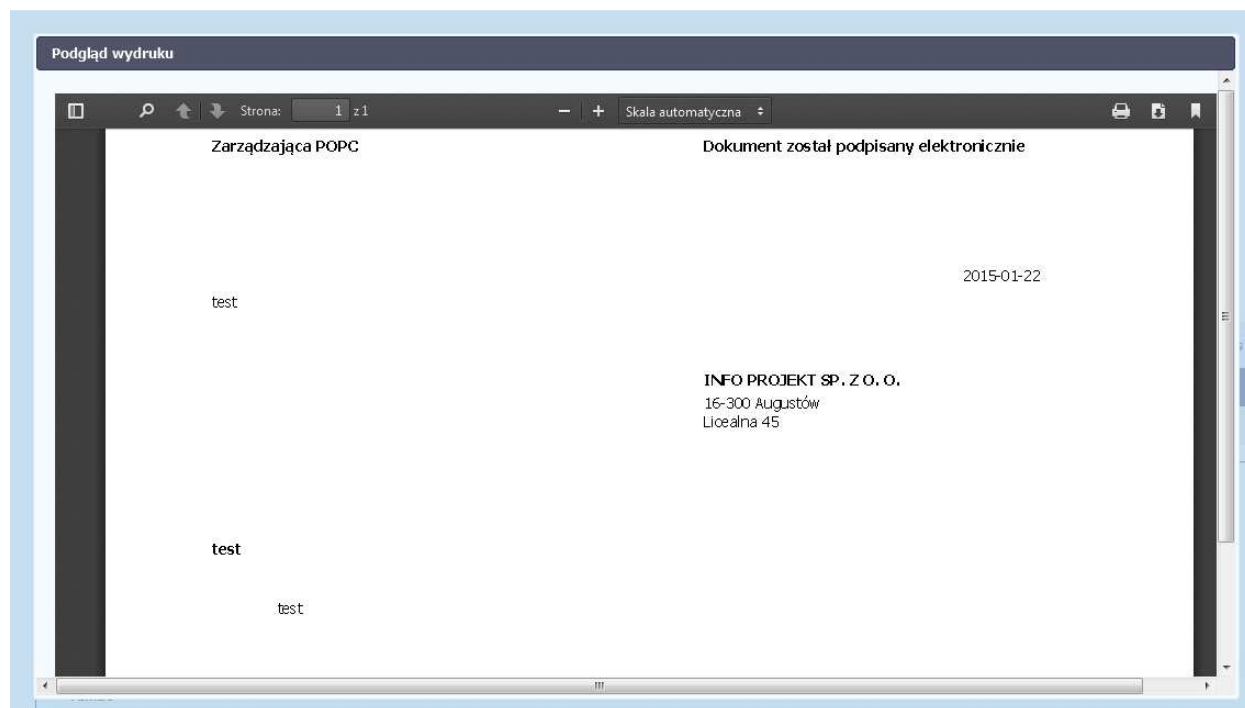 Podgląd wydruku
Strona: 1 z 1 Skala automatyczna
Zarządzająca POPC Dokument został podpisany elektronicznie
2015-01-22
test
INFO PROJEKT SP. Z O. O.
16-300 Augustów
Licealna 45
test
test